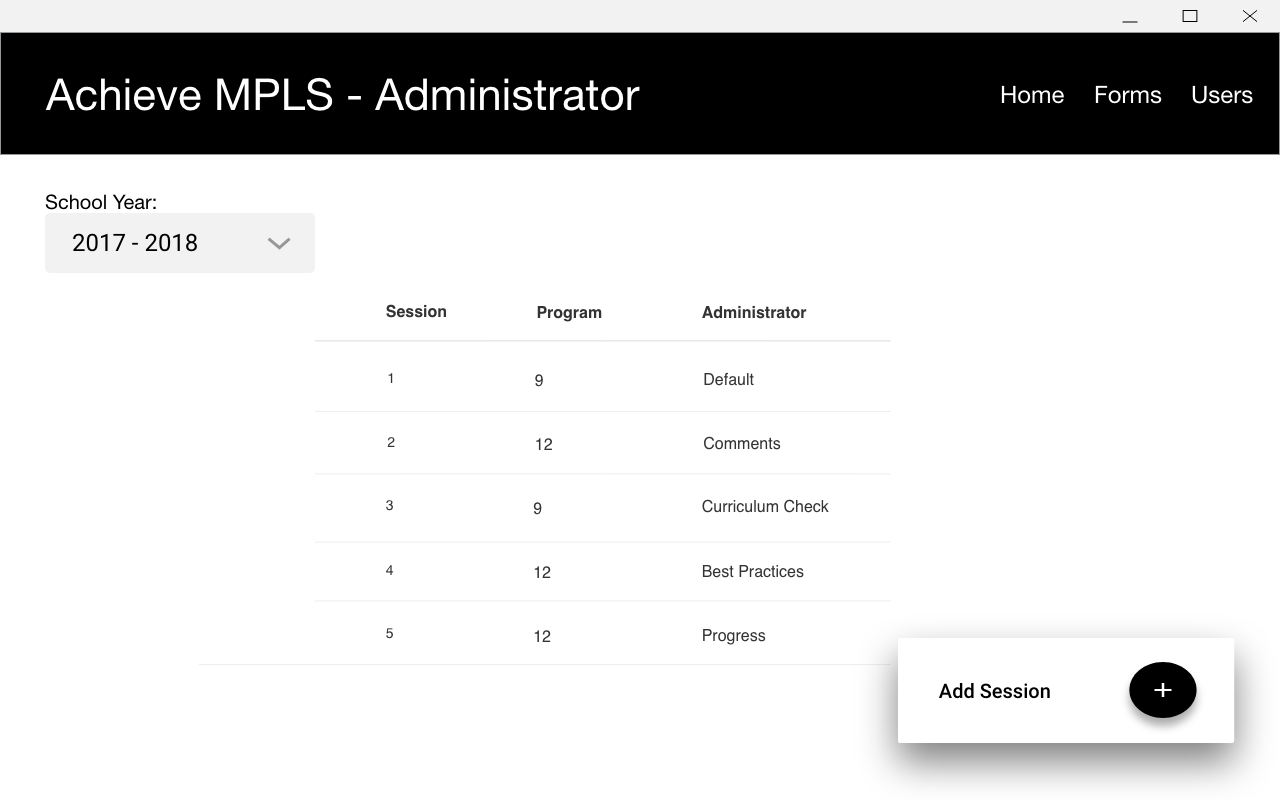 Achieve MPLS - Administrator
Home Forms Users
School Year:
2017 - 2018
Session Program Administrator
1 9 Default
2 12 Comments
3 9 Curriculum Check
4 12 Best Practices
5 12 Progress
Add Session +